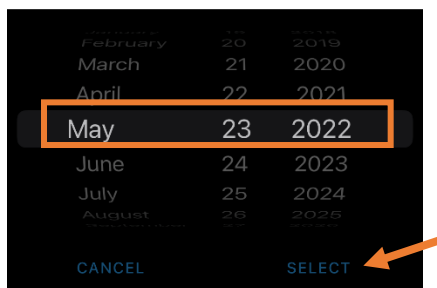 February 20 2019
March 21 2020
April 22 2021
May 23 2022
June 24 2023
July 25 2024
August 26 2025
CANCEL SELECT